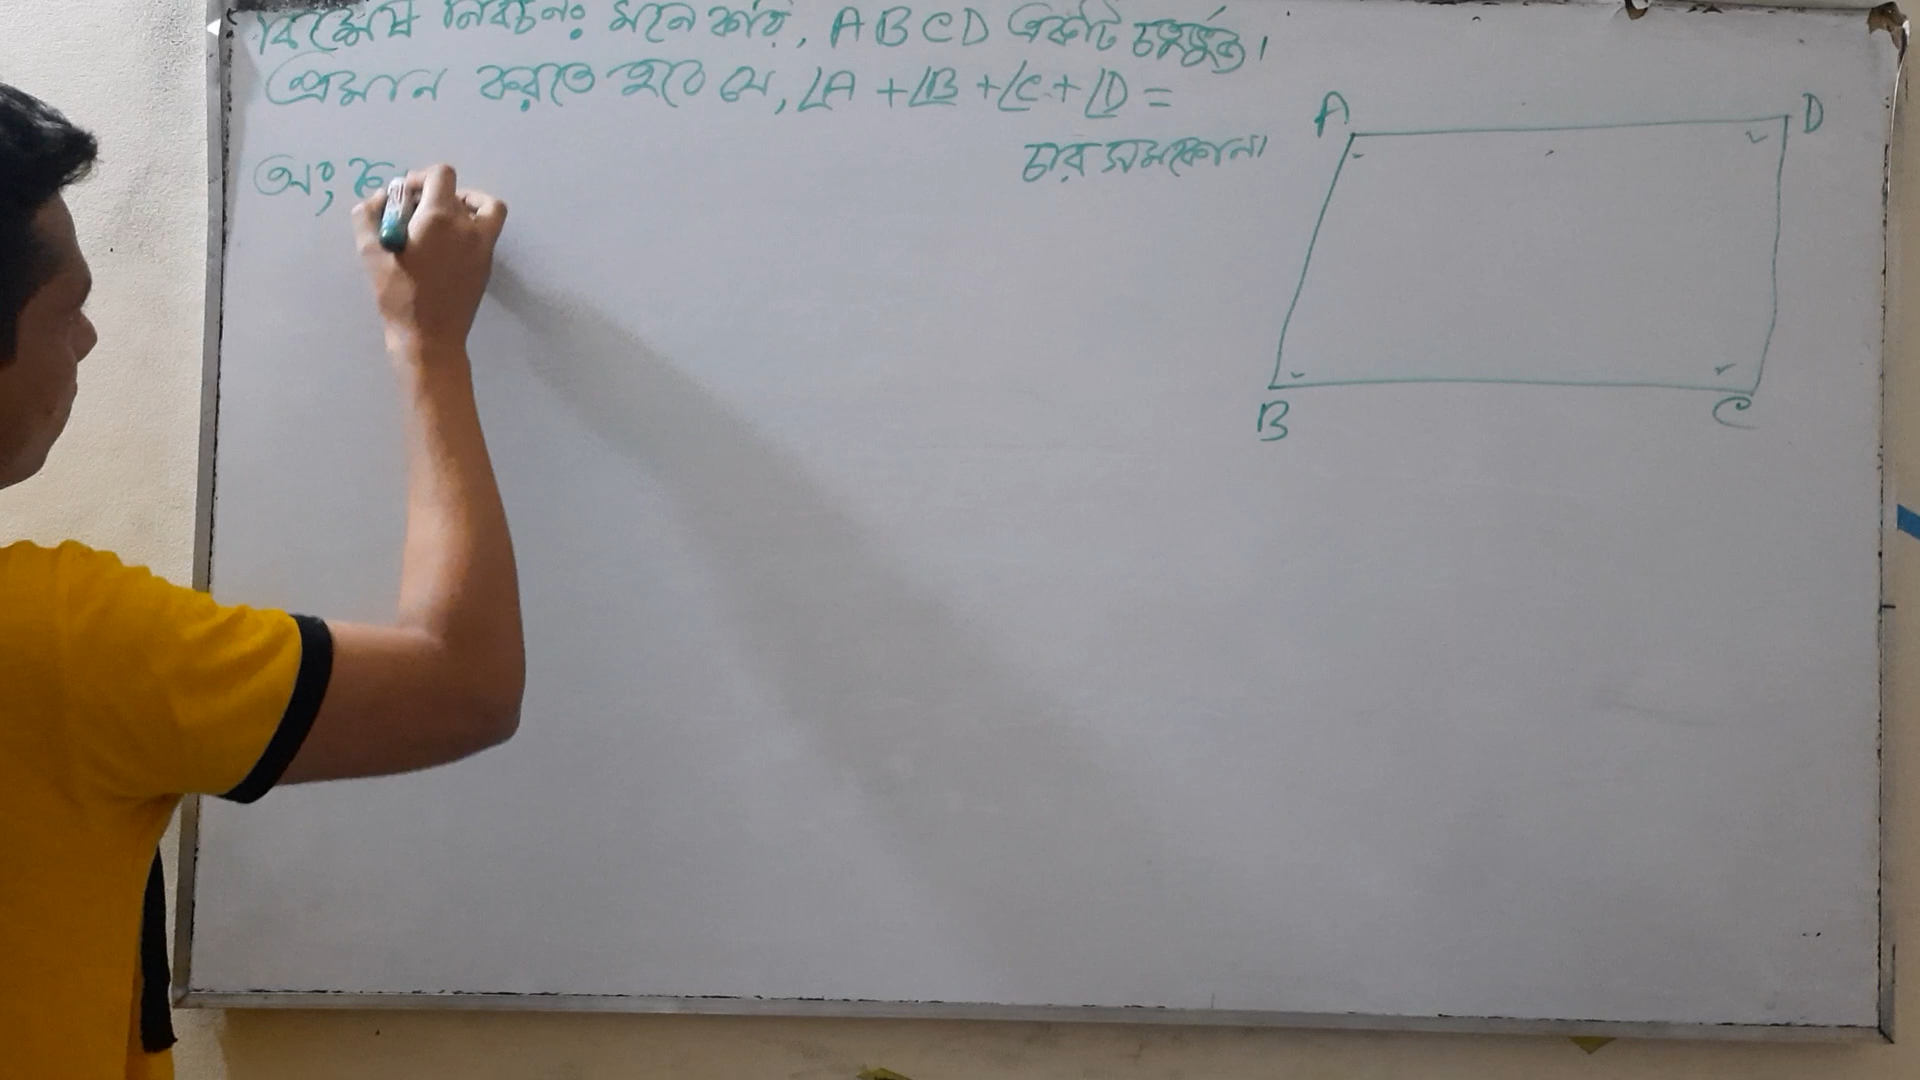 বিশেষ নির্বচনঃ মনে করি, ABCD একটি চতুর্ভুজ।
প্রমান করতে হবে যে, ∠A + ∠B + ∠C + ∠D =
চার সমকোন।
অং,
A
D
B
C